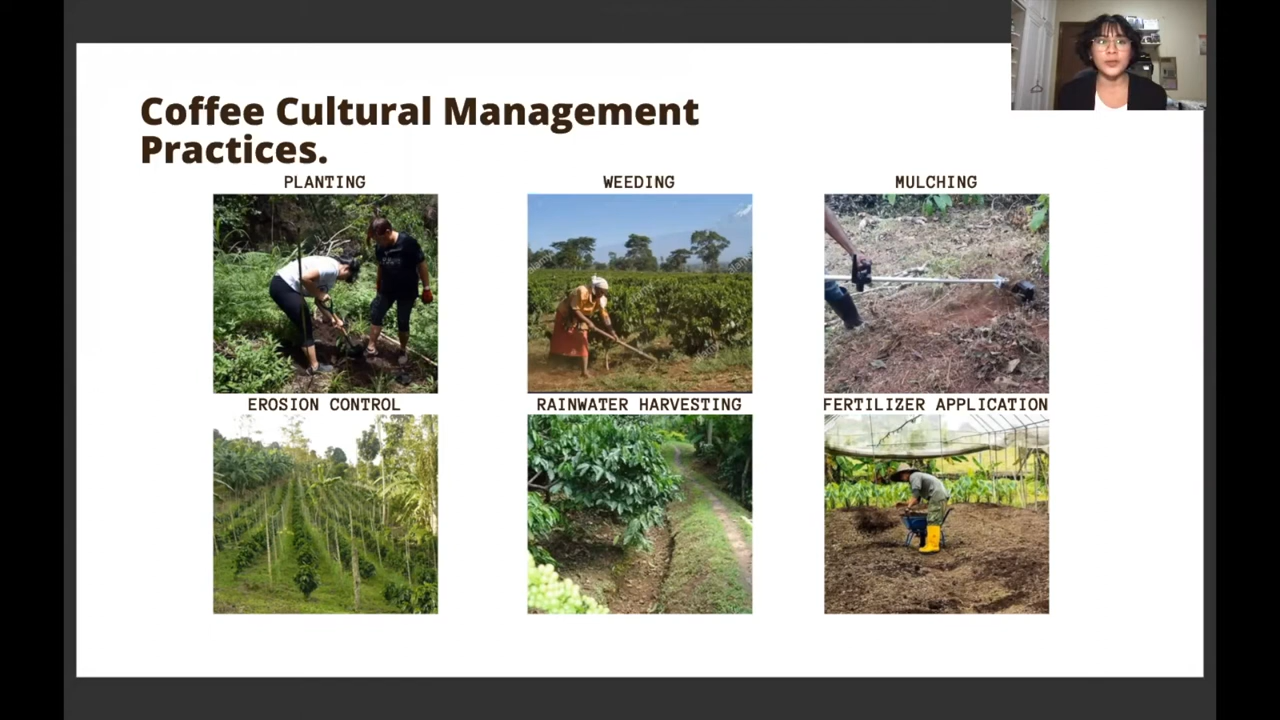 Coffee Cultural Management
Practices.
PLANTING
WEEDING
MULCHING
EROSION CONTROL
RAINWATER HARVESTING
FERTILIZER APPLICATION